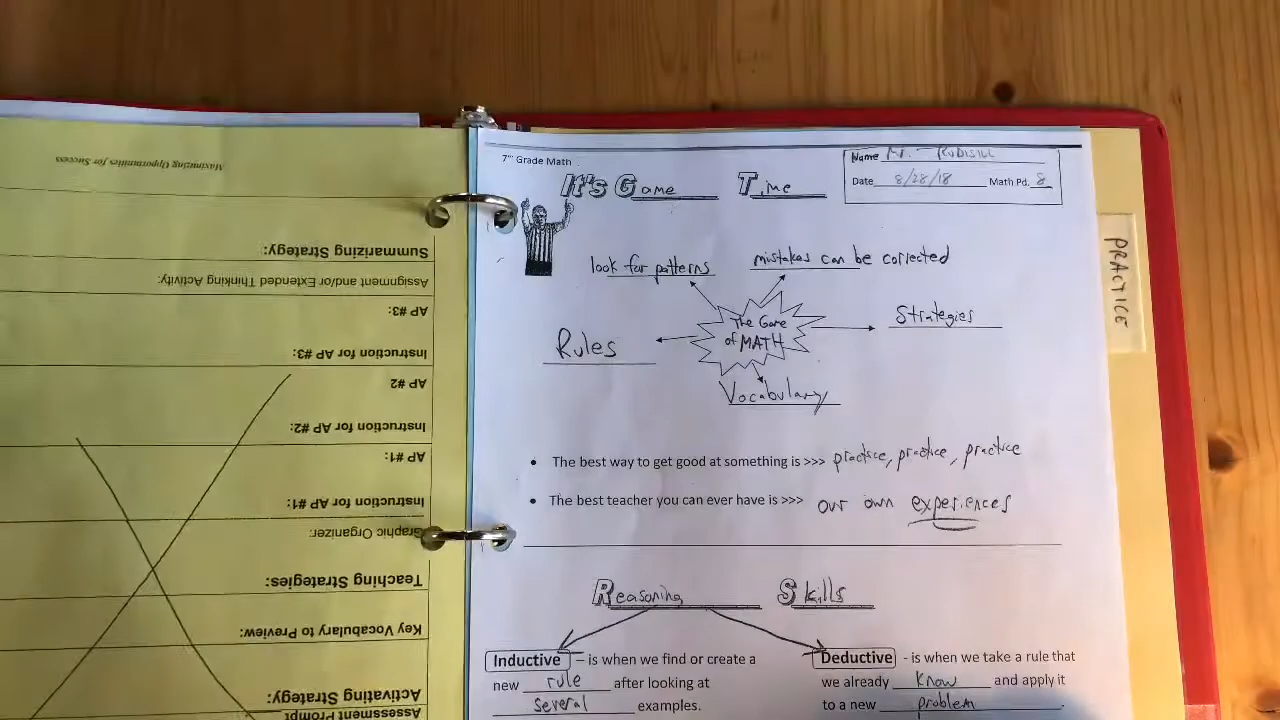 Maximizing Opportunities for Success
Summarizing Strategy:
Assignment and/or Extended Thinking Activity:
AP #3:
Instruction for AP #3:
AP #2
Instruction for AP #2:
AP #1:
Instruction for AP #1:
Graphic Organizer:
Teaching Strategies:
Key Vocabulary to Preview:
Activating Strategy:
Assessment Prompt
7th Grade Math
Name Mr. Rudisill
Date 8/28/18 Math Pd. 8
It's Game Time
look for patterns
mistakes can be corrected
Strategies
The Game of MATH
Rules
Vocabulary
• The best way to get good at something is >>> practice, practice, practice
• The best teacher you can ever have is >>> our own experiences
Reasoning Skills
Inductive – is when we find or create a
new rule after looking at
several examples.
Deductive - is when we take a rule that
we already know and apply it
to a new problem
PRACTICE